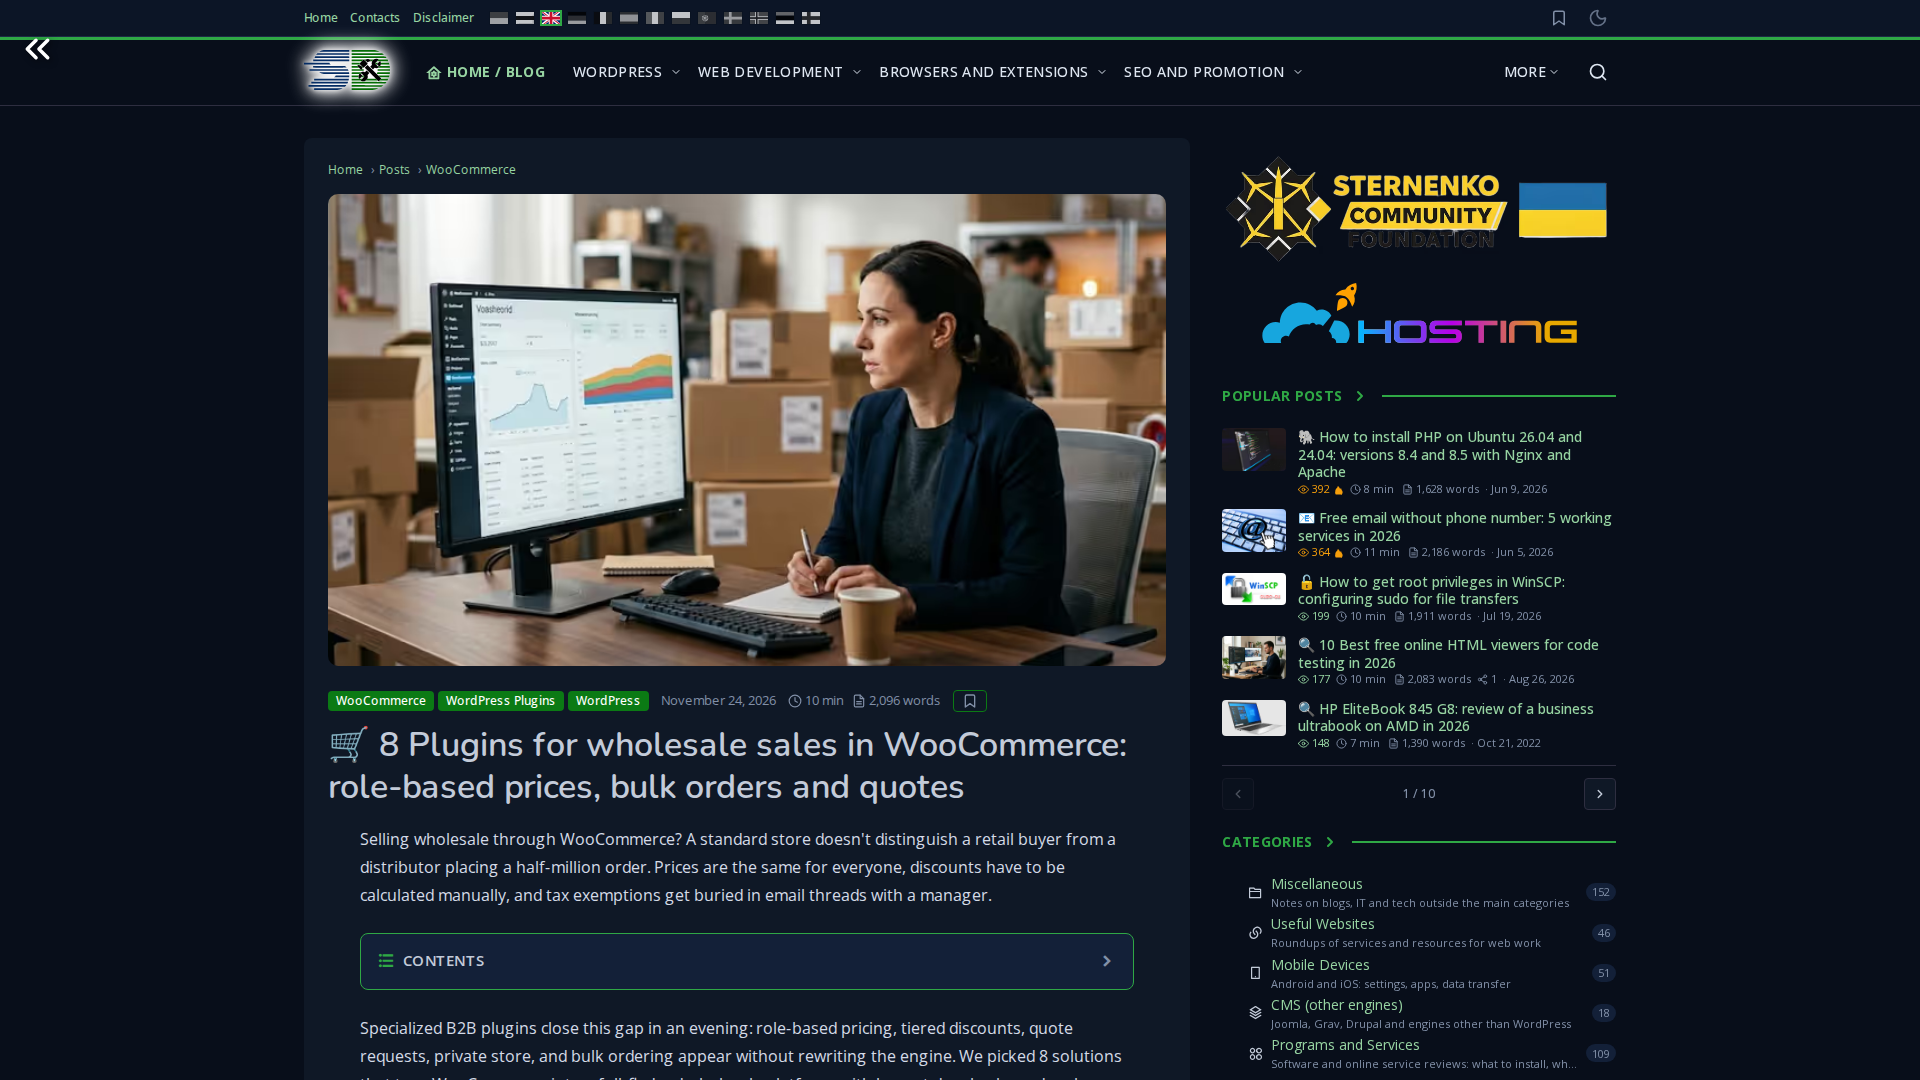 Home Contacts Disclaimer
HOME / BLOG WORDPRESS WEB DEVELOPMENT BROWSERS AND EXTENSIONS SEO AND PROMOTION MORE
Home › Posts › WooCommerce
WooCommerce WordPress Plugins WordPress November 24, 2026 10 min 2,096 words
🛒 8 Plugins for wholesale sales in WooCommerce:
role-based prices, bulk orders and quotes
Selling wholesale through WooCommerce? A standard store doesn't distinguish a retail buyer from a
distributor placing a half-million order. Prices are the same for everyone, discounts have to be
calculated manually, and tax exemptions get buried in email threads with a manager.
CONTENTS
Specialized B2B plugins close this gap in an evening: role-based pricing, tiered discounts, quote
requests, private store, and bulk ordering appear without rewriting the engine. We picked 8 solutions
STERNENKO
COMMUNITY
FOUNDATION
HOSTING
POPULAR POSTS
🐘 How to install PHP on Ubuntu 26.04 and
24.04: versions 8.4 and 8.5 with Nginx and
Apache
392 8 min 1,628 words · Jun 9, 2026
📧 Free email without phone number: 5 working
services in 2026
364 11 min 2,186 words · Jun 5, 2026
WinSCP
🔓 How to get root privileges in WinSCP:
configuring sudo for file transfers
199 10 min 1,911 words · Jul 19, 2026
🔍 10 Best free online HTML viewers for code
testing in 2026
177 10 min 2,083 words 1 · Aug 26, 2026
🔍 HP EliteBook 845 G8: review of a business
ultrabook on AMD in 2026
148 7 min 1,390 words · Oct 21, 2022
1 / 10
CATEGORIES
Miscellaneous 152
Notes on blogs, IT and tech outside the main categories
Useful Websites 46
Roundups of services and resources for web work
Mobile Devices 51
Android and iOS: settings, apps, data transfer
CMS (other engines) 18
Joomla, Grav, Drupal and engines other than WordPress
Programs and Services 109
Software and online service reviews: what to install, wh...